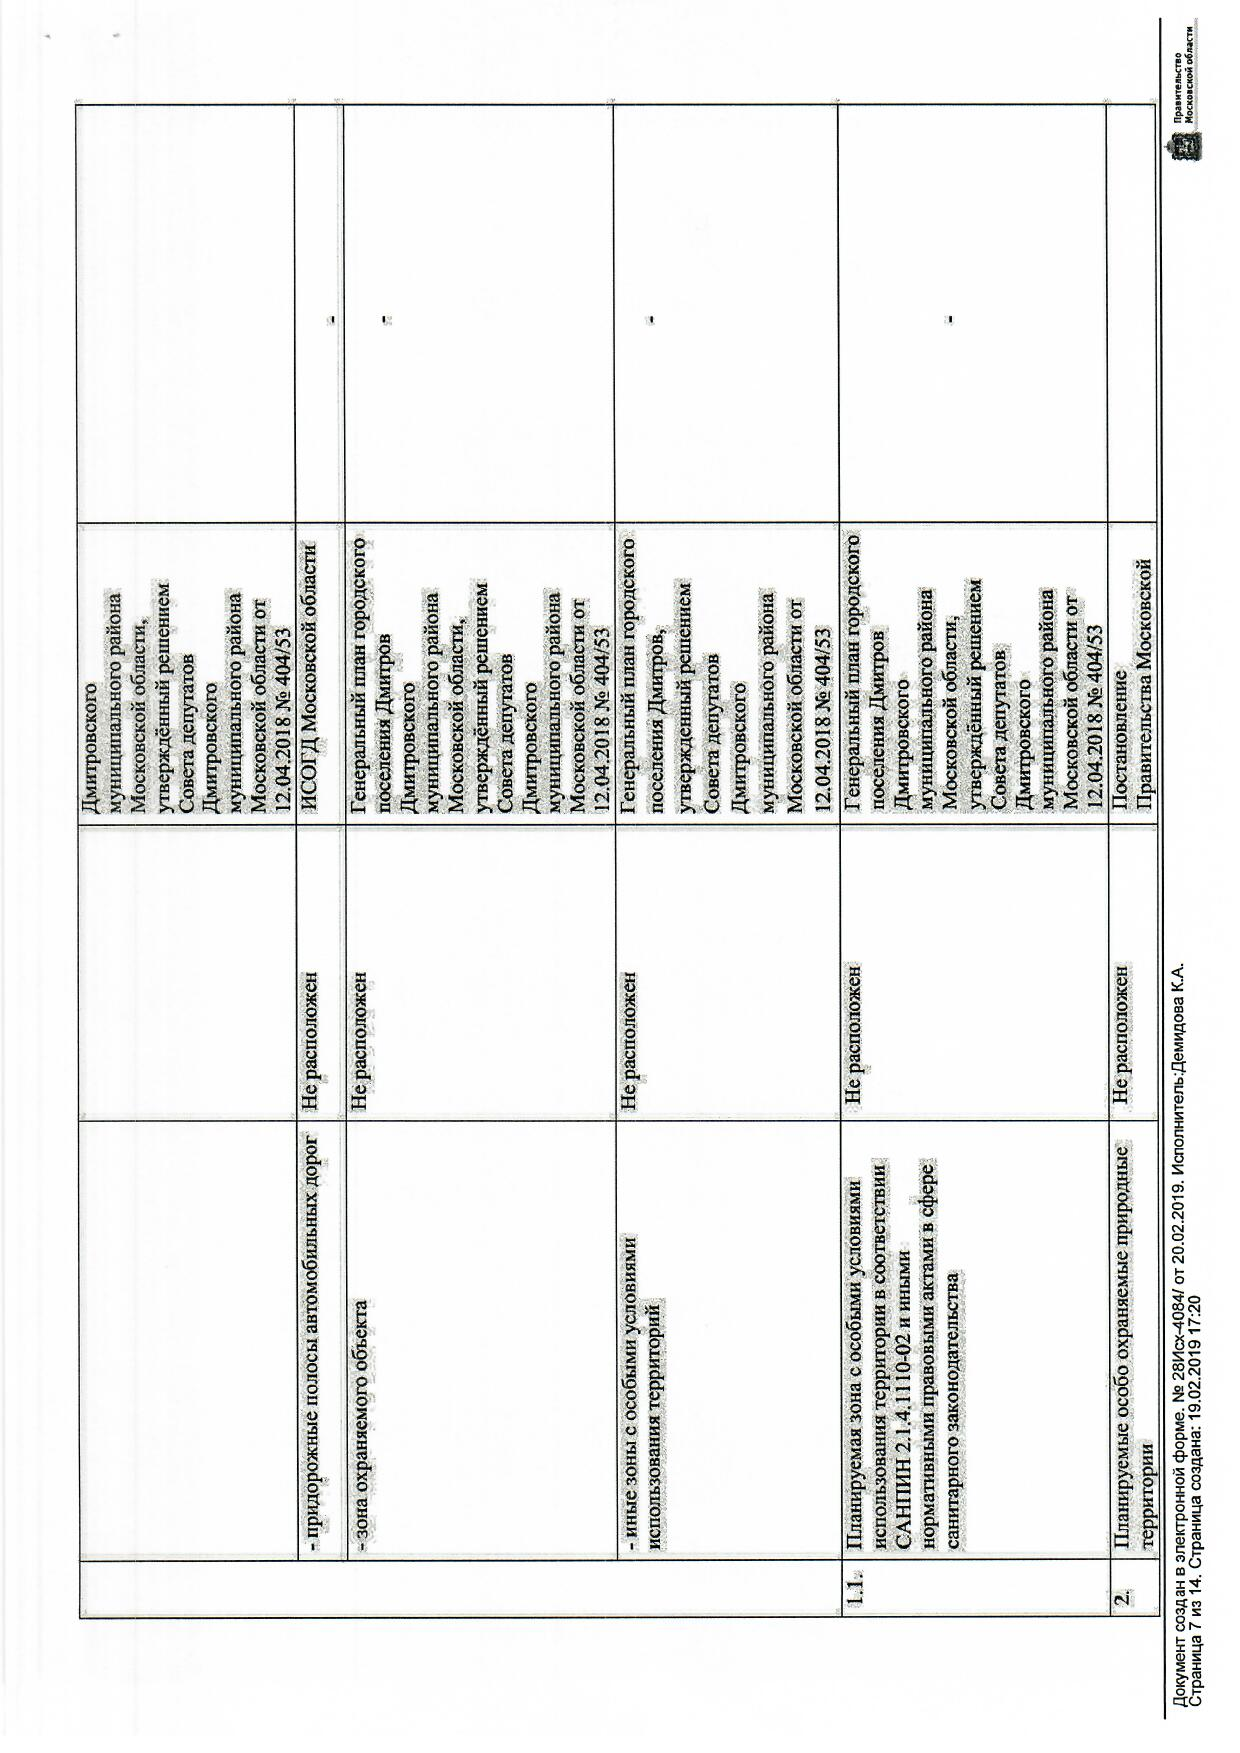 Дмитровского
муниципального района
Московской области,
утверждённый решением
Совета депутатов
Дмитровского
муниципального района
Московской области от
12.04.2018 № 404/53
- придорожные полосы автомобильных дорог
Не расположен
ИСОГД Московской области
-
- зона охраняемого объекта
Не расположен
Генеральный план городского
поселения Дмитров
Дмитровского
муниципального района
Московской области,
утверждённый решением
Совета депутатов
Дмитровского
муниципального района
Московской области от
12.04.2018 № 404/53
-
- иные зоны с особыми условиями
использования территорий
Не расположен
Генеральный план городского
поселения Дмитров,
утвержденный решением
Совета депутатов
Дмитровского
муниципального района
Московской области от
12.04.2018 № 404/53
-
1.1.
Планируемая зона с особыми условиями
использования территории в соответствии
САНПИН 2.1.4.1110-02 и иными
нормативными правовыми актами в сфере
санитарного законодательства
Не расположен
Генеральный план городского
поселения Дмитров
Дмитровского
муниципального района
Московской области,
утверждённый решением
Совета депутатов
Дмитровского
муниципального района
Московской области от
12.04.2018 № 404/53
-
2.
Планируемые особо охраняемые природные
территории
Не расположен
Постановление
Правительства Московской
Документ создан в электронной форме. № 28Исх-4084/ от 20.02.2019. Исполнитель:Демидова К.А.
Страница 7 из 14. Страница создана: 19.02.2019 17:20
Правительство
Московской области